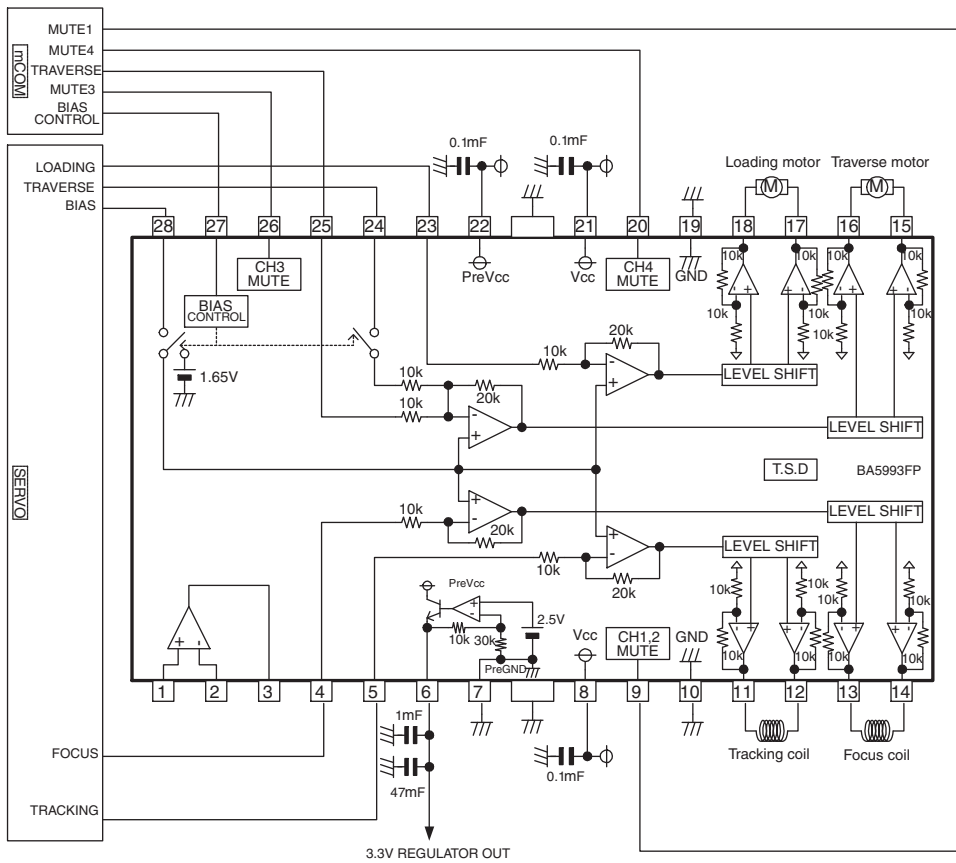 MUTE1
MUTE4
TRAVERSE
MUTE3
BIAS
CONTROL
mCOM
LOADING
TRAVERSE
BIAS
SERVO
FOCUS
TRACKING
0.1mF
0.1mF
Loading motor
Traverse motor
M
M
28
27
26
25
24
23
22
21
20
19
18
17
16
15
CH3
MUTE
PreVcc
Vcc
CH4
MUTE
GND
BIAS
CONTROL
1.65V
10k
10k
10k
10k
10k
10k
10k
10k
10k
20k
LEVEL SHIFT
10k
10k
20k
LEVEL SHIFT
T.S.D
BA5993FP
10k
20k
LEVEL SHIFT
10k
20k
LEVEL SHIFT
PreVcc
2.5V
10k
30k
PreGND
Vcc
CH1,2
MUTE
GND
10k
10k
10k
10k
10k
10k
10k
10k
1
2
3
4
5
6
7
8
9
10
11
12
13
14
1mF
47mF
0.1mF
Tracking coil
Focus coil
3.3V REGULATOR OUT